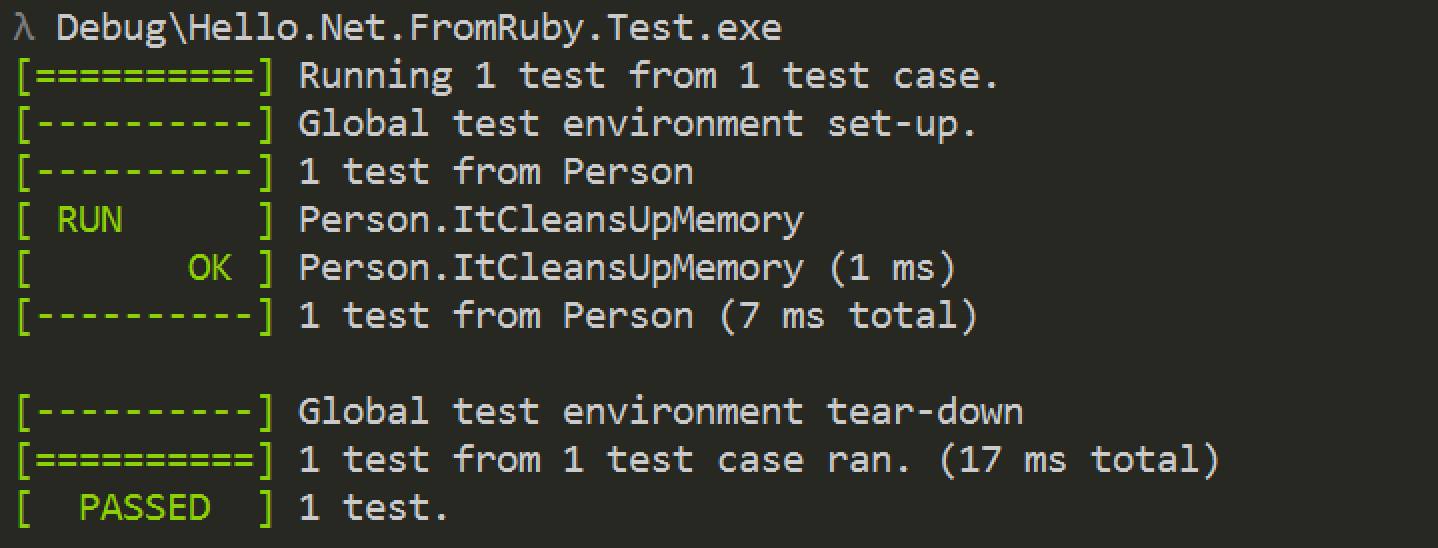 λ Debug\Hello.Net.FromRuby.Test.exe
[==========] Running 1 test from 1 test case.
[----------] Global test environment set-up.
[----------] 1 test from Person
[ RUN      ] Person.ItCleansUpMemory
[       OK ] Person.ItCleansUpMemory (1 ms)
[----------] 1 test from Person (7 ms total)
[----------] Global test environment tear-down
[==========] 1 test from 1 test case ran. (17 ms total)
[  PASSED  ] 1 test.